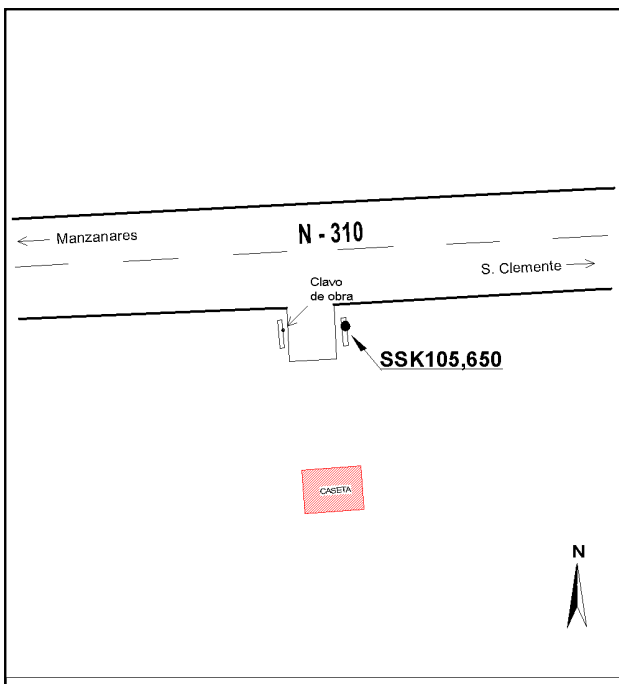 Manzanares
N - 310
S. Clemente
Clavo
de obra
SSK105,650
CASETA
N